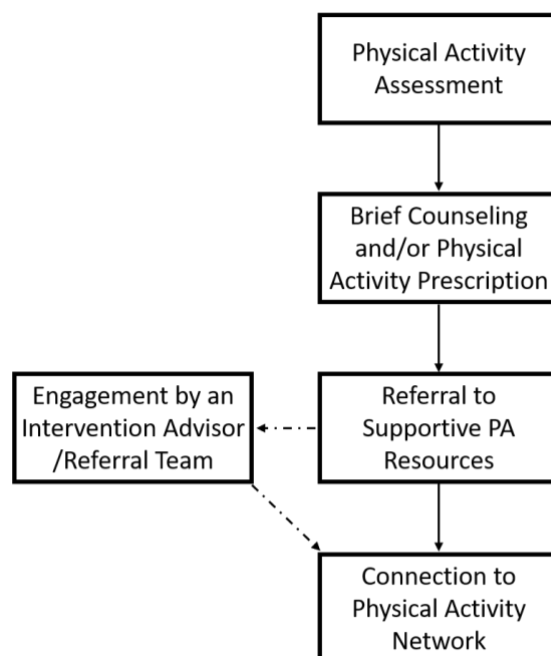 Physical Activity
Assessment
Brief Counseling
and/or Physical
Activity Prescription
Engagement by an
Intervention Advisor
/Referral Team
Referral to
Supportive PA
Resources
Connection to
Physical Activity
Network